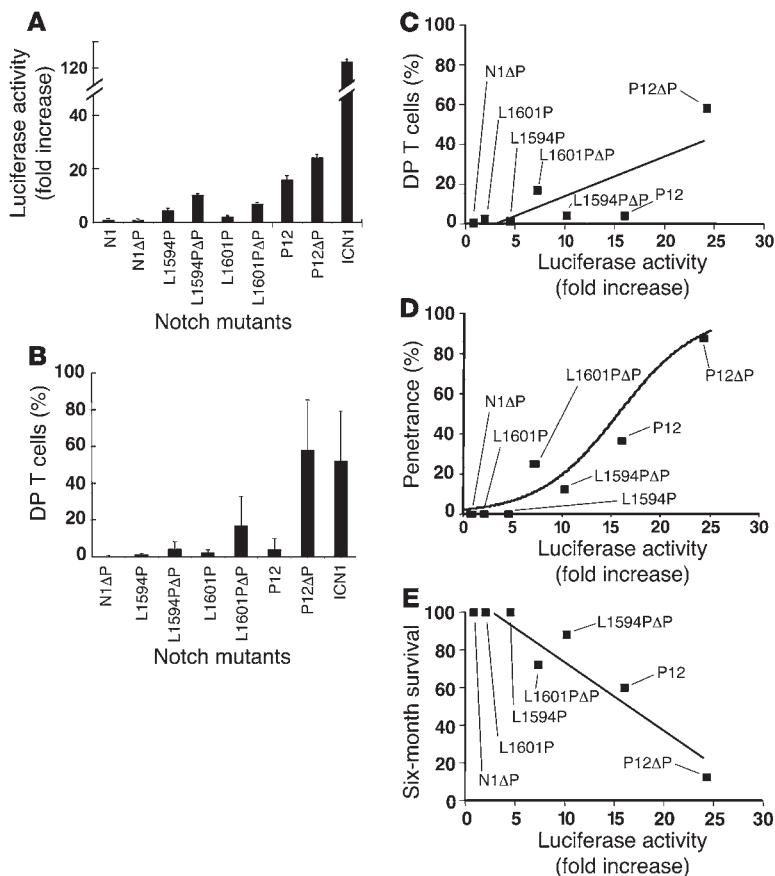 A
Luciferase activity
(fold increase)
120
40
20
0
N1
N1ΔP
L1594P
L1594PΔP
L1601P
L1601PΔP
P12
P12ΔP
ICN1
Notch mutants
B
DP T cells (%)
100
80
60
40
20
0
N1ΔP
L1594P
L1594PΔP
L1601P
L1601PΔP
P12
P12ΔP
ICN1
Notch mutants
C
DP T cells (%)
100
80
60
40
20
0
N1ΔP
L1601P
L1594P
L1601PΔP
L1594PΔP
P12
P12ΔP
0 5 10 15 20 25 30
Luciferase activity
(fold increase)
D
Penetrance (%)
100
80
60
40
20
0
N1ΔP
L1601P
L1601PΔP
P12
P12ΔP
L1594PΔP
L1594P
0 5 10 15 20 25 30
Luciferase activity
(fold increase)
E
Six-month survival
100
80
60
40
20
0
L1594PΔP
P12
L1601PΔP
L1594P
L1601P
N1ΔP
P12ΔP
0 5 10 15 20 25 30
Luciferase activity
(fold increase)